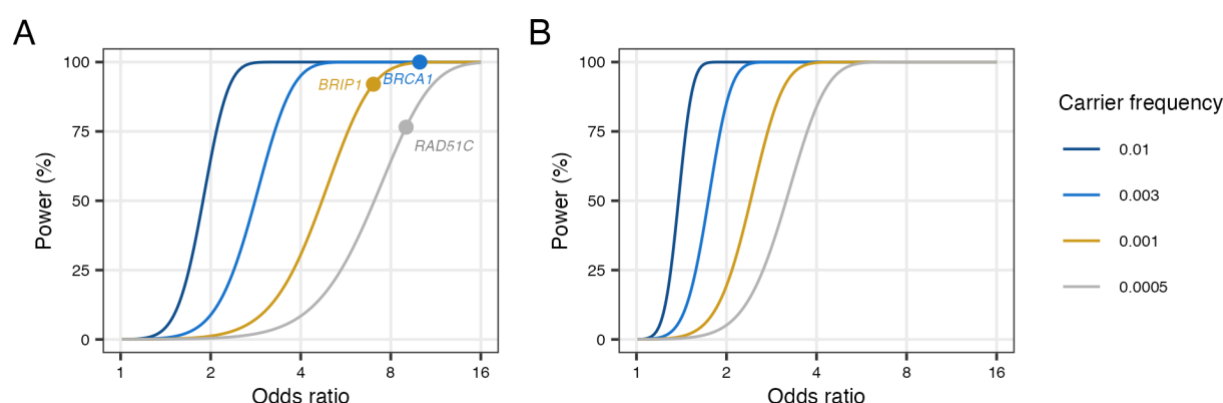 A
100
75
50
25
0
Power (%)
BRIP1
BRCA1
RAD51C
1 2 4 8 16
Odds ratio
B
100
75
50
25
0
Power (%)
1 2 4 8 16
Odds ratio
Carrier frequency
0.01
0.003
0.001
0.0005